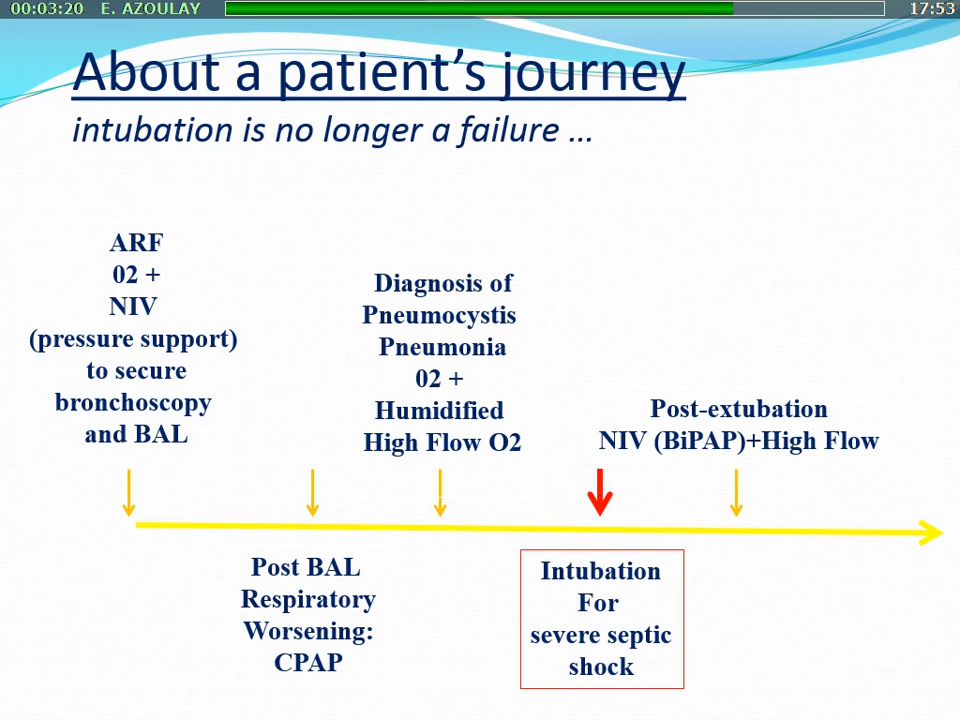 00:03:20 E. AZOULAY 17:53
About a patient's journey
intubation is no longer a failure ...
ARF
02 +
NIV
(pressure support)
to secure
bronchoscopy
and BAL
Diagnosis of
Pneumocystis
Pneumonia
02 +
Humidified
High Flow O2
Post-extubation
NIV (BiPAP)+High Flow
Post BAL
Respiratory
Worsening:
CPAP
Intubation
For
severe septic
shock